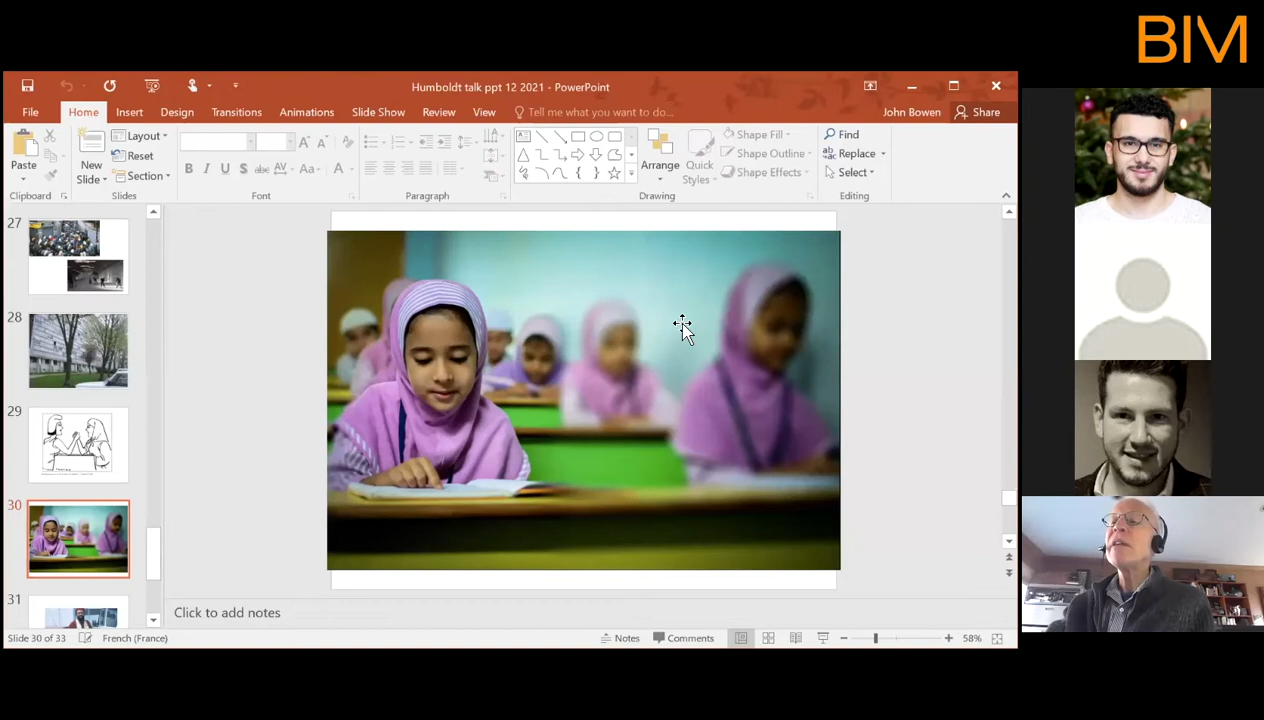 BIM
Humboldt talk ppt 12 2021 - PowerPoint
File Home Insert Design Transitions Animations Slide Show Review View Tell me what you want to do... John Bowen Share
Paste
New
Slide
Layout
Reset
Section
B I U S abc AV Aa A
Arrange
Quick
Styles
Shape Fill
Shape Outline
Shape Effects
Find
Replace
Select
Clipboard Slides Font Paragraph Drawing Editing
27
28
29
30
31
Click to add notes
Slide 30 of 33 French (France) Notes Comments 58%